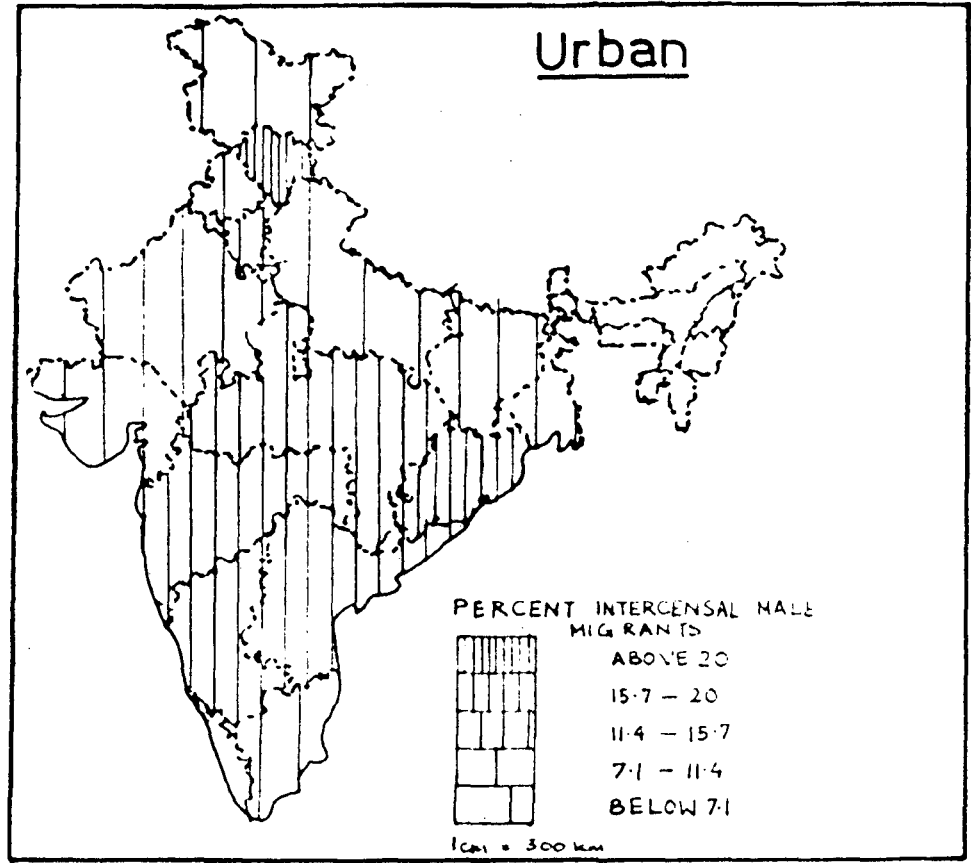 Urban
PERCENT INTERCENSAL MALE
MIGRANTS
ABOVE 20
15·7 - 20
11·4 - 15·7
7·1 - 11·4
BELOW 7·1
1cm = 300 km